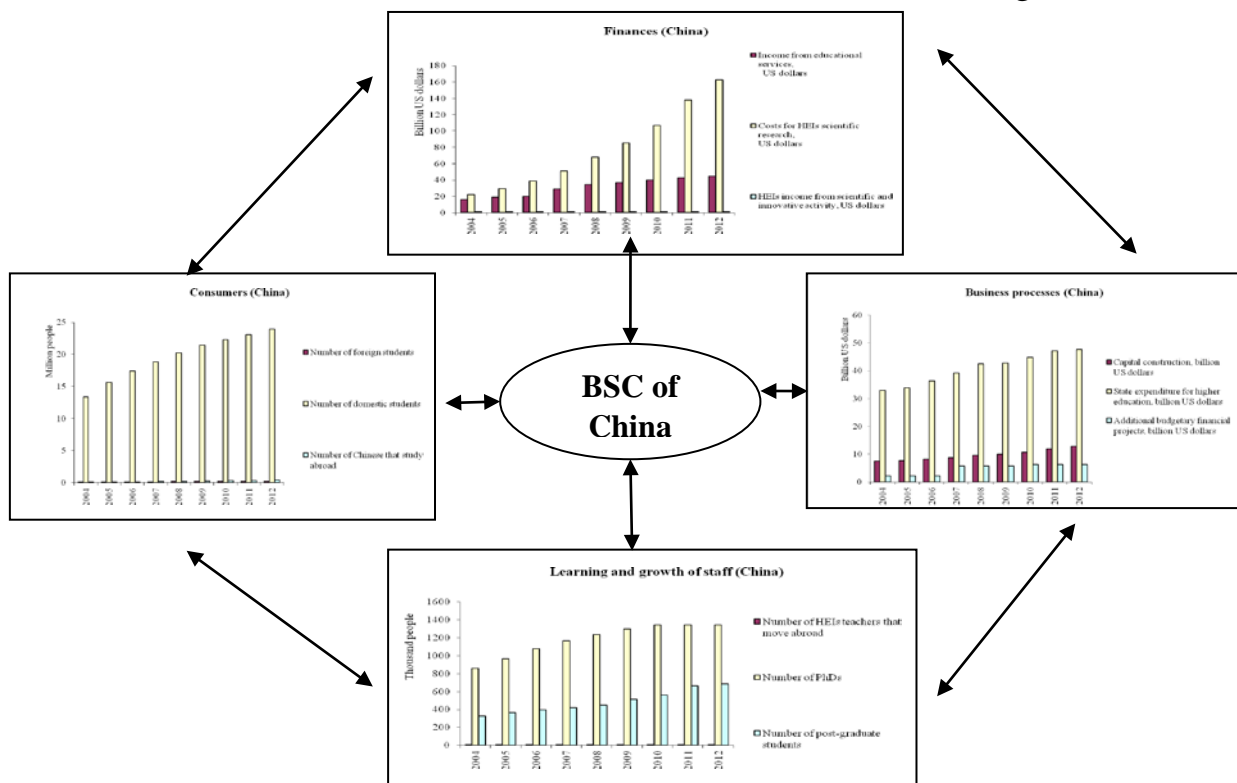 Finances (China)
Billion US dollars
180
160
140
120
100
80
60
40
20
0
2004
2005
2006
2007
2008
2009
2010
2011
2012
Income from educational
services,
US dollars
Costs for HEIs scientific
research,
US dollars
HEIs income from scientific and
innovative activity, US dollars
Consumers (China)
Million people
25
20
15
10
5
0
2004
2005
2006
2007
2008
2009
2010
2011
2012
Number of foreign students
Number of domestic students
Number of Chinese that study
abroad
BSC of
China
Business processes (China)
Billion US dollars
60
50
40
30
20
10
0
2004
2005
2006
2007
2008
2009
2010
2011
2012
Capital construction, billion
US dollars
State expenditure for higher
education, billion US dollars
Additional budgetary financial
projects, billion US dollars
Learning and growth of staff (China)
Thousand people
1600
1400
1200
1000
800
600
400
200
0
2004
2005
2006
2007
2008
2009
2010
2011
2012
Number of HEIs teachers that
move abroad
Number of PhDs
Number of post-graduate
students